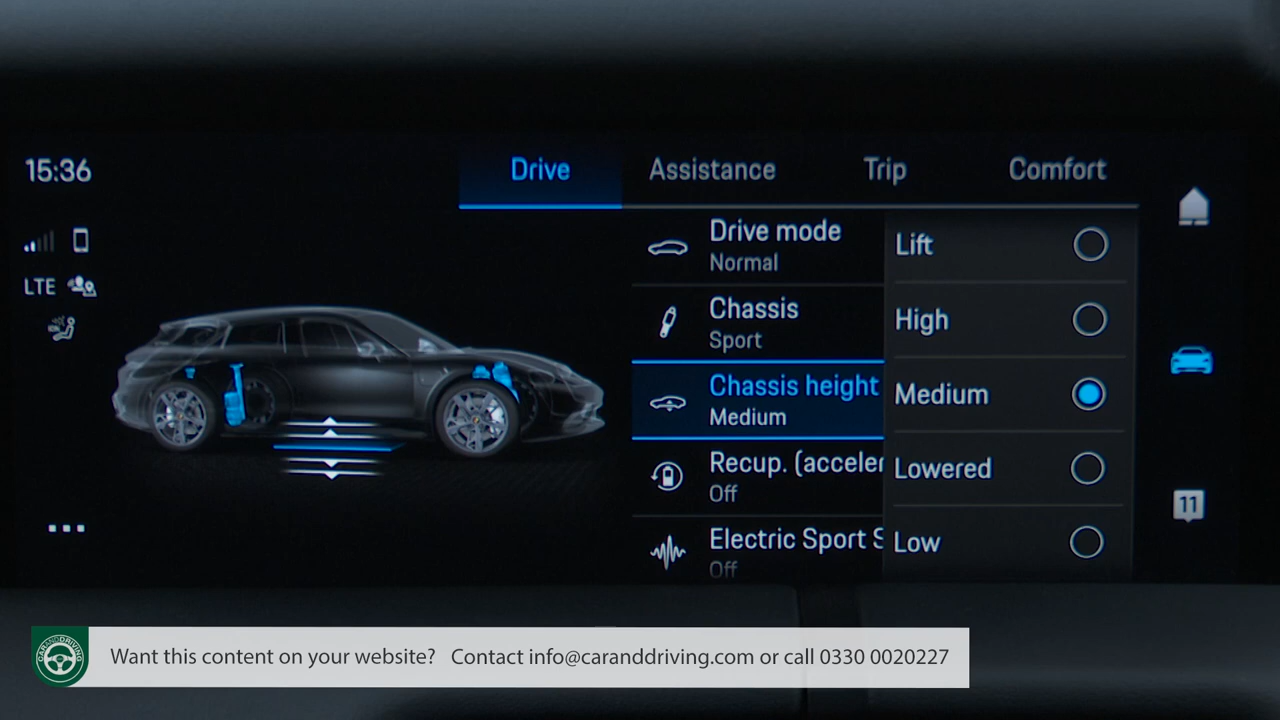 15:36
Drive
Assistance
Trip
Comfort
LTE
Drive mode
Normal
Chassis
Sport
Chassis height
Medium
Recup. (acceler
Off
Electric Sport S
Off
Lift
High
Medium
Lowered
Low
11
CARANDDRIVING
Want this content on your website? Contact info@caranddriving.com or call 0330 0020227